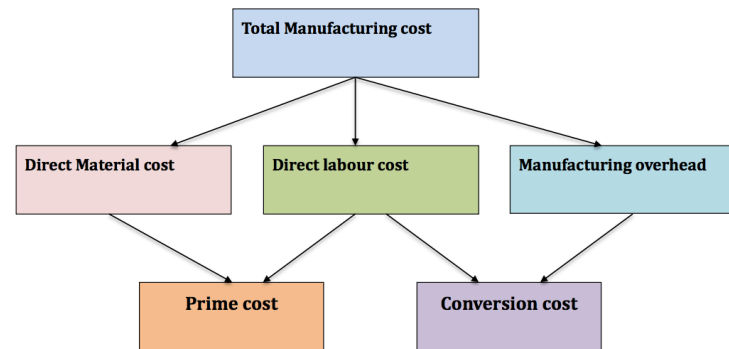 Total Manufacturing cost
Direct Material cost
Direct labour cost
Manufacturing overhead
Prime cost
Conversion cost